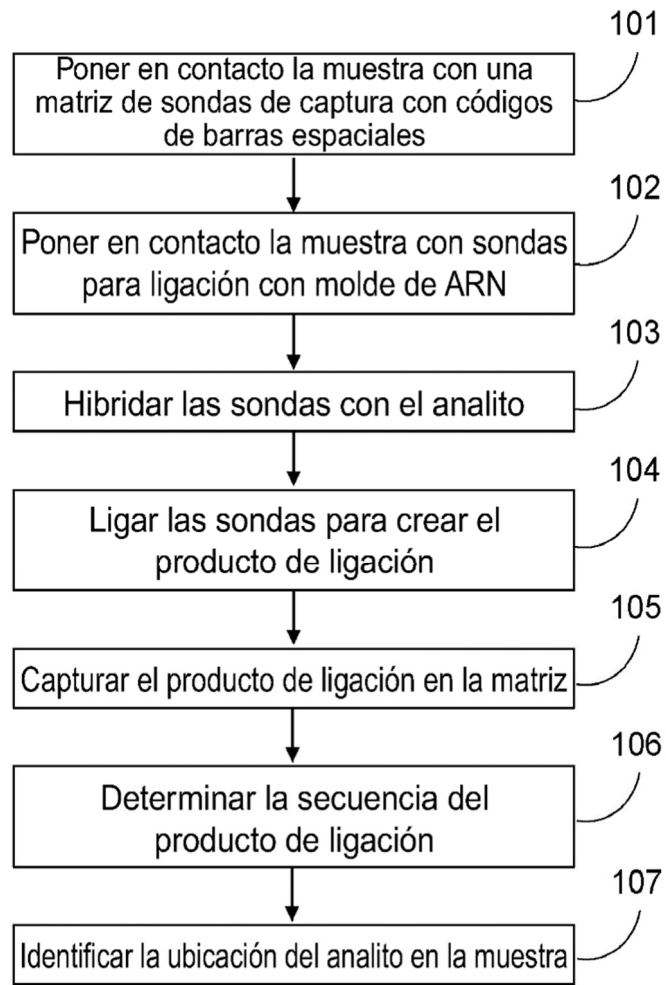 101
Poner en contacto la muestra con una
matriz de sondas de captura con códigos
de barras espaciales
102
Poner en contacto la muestra con sondas
para ligación con molde de ARN
103
Hibridar las sondas con el analito
104
Ligar las sondas para crear el
producto de ligación
105
Capturar el producto de ligación en la matriz
106
Determinar la secuencia del
producto de ligación
107
Identificar la ubicación del analito en la muestra